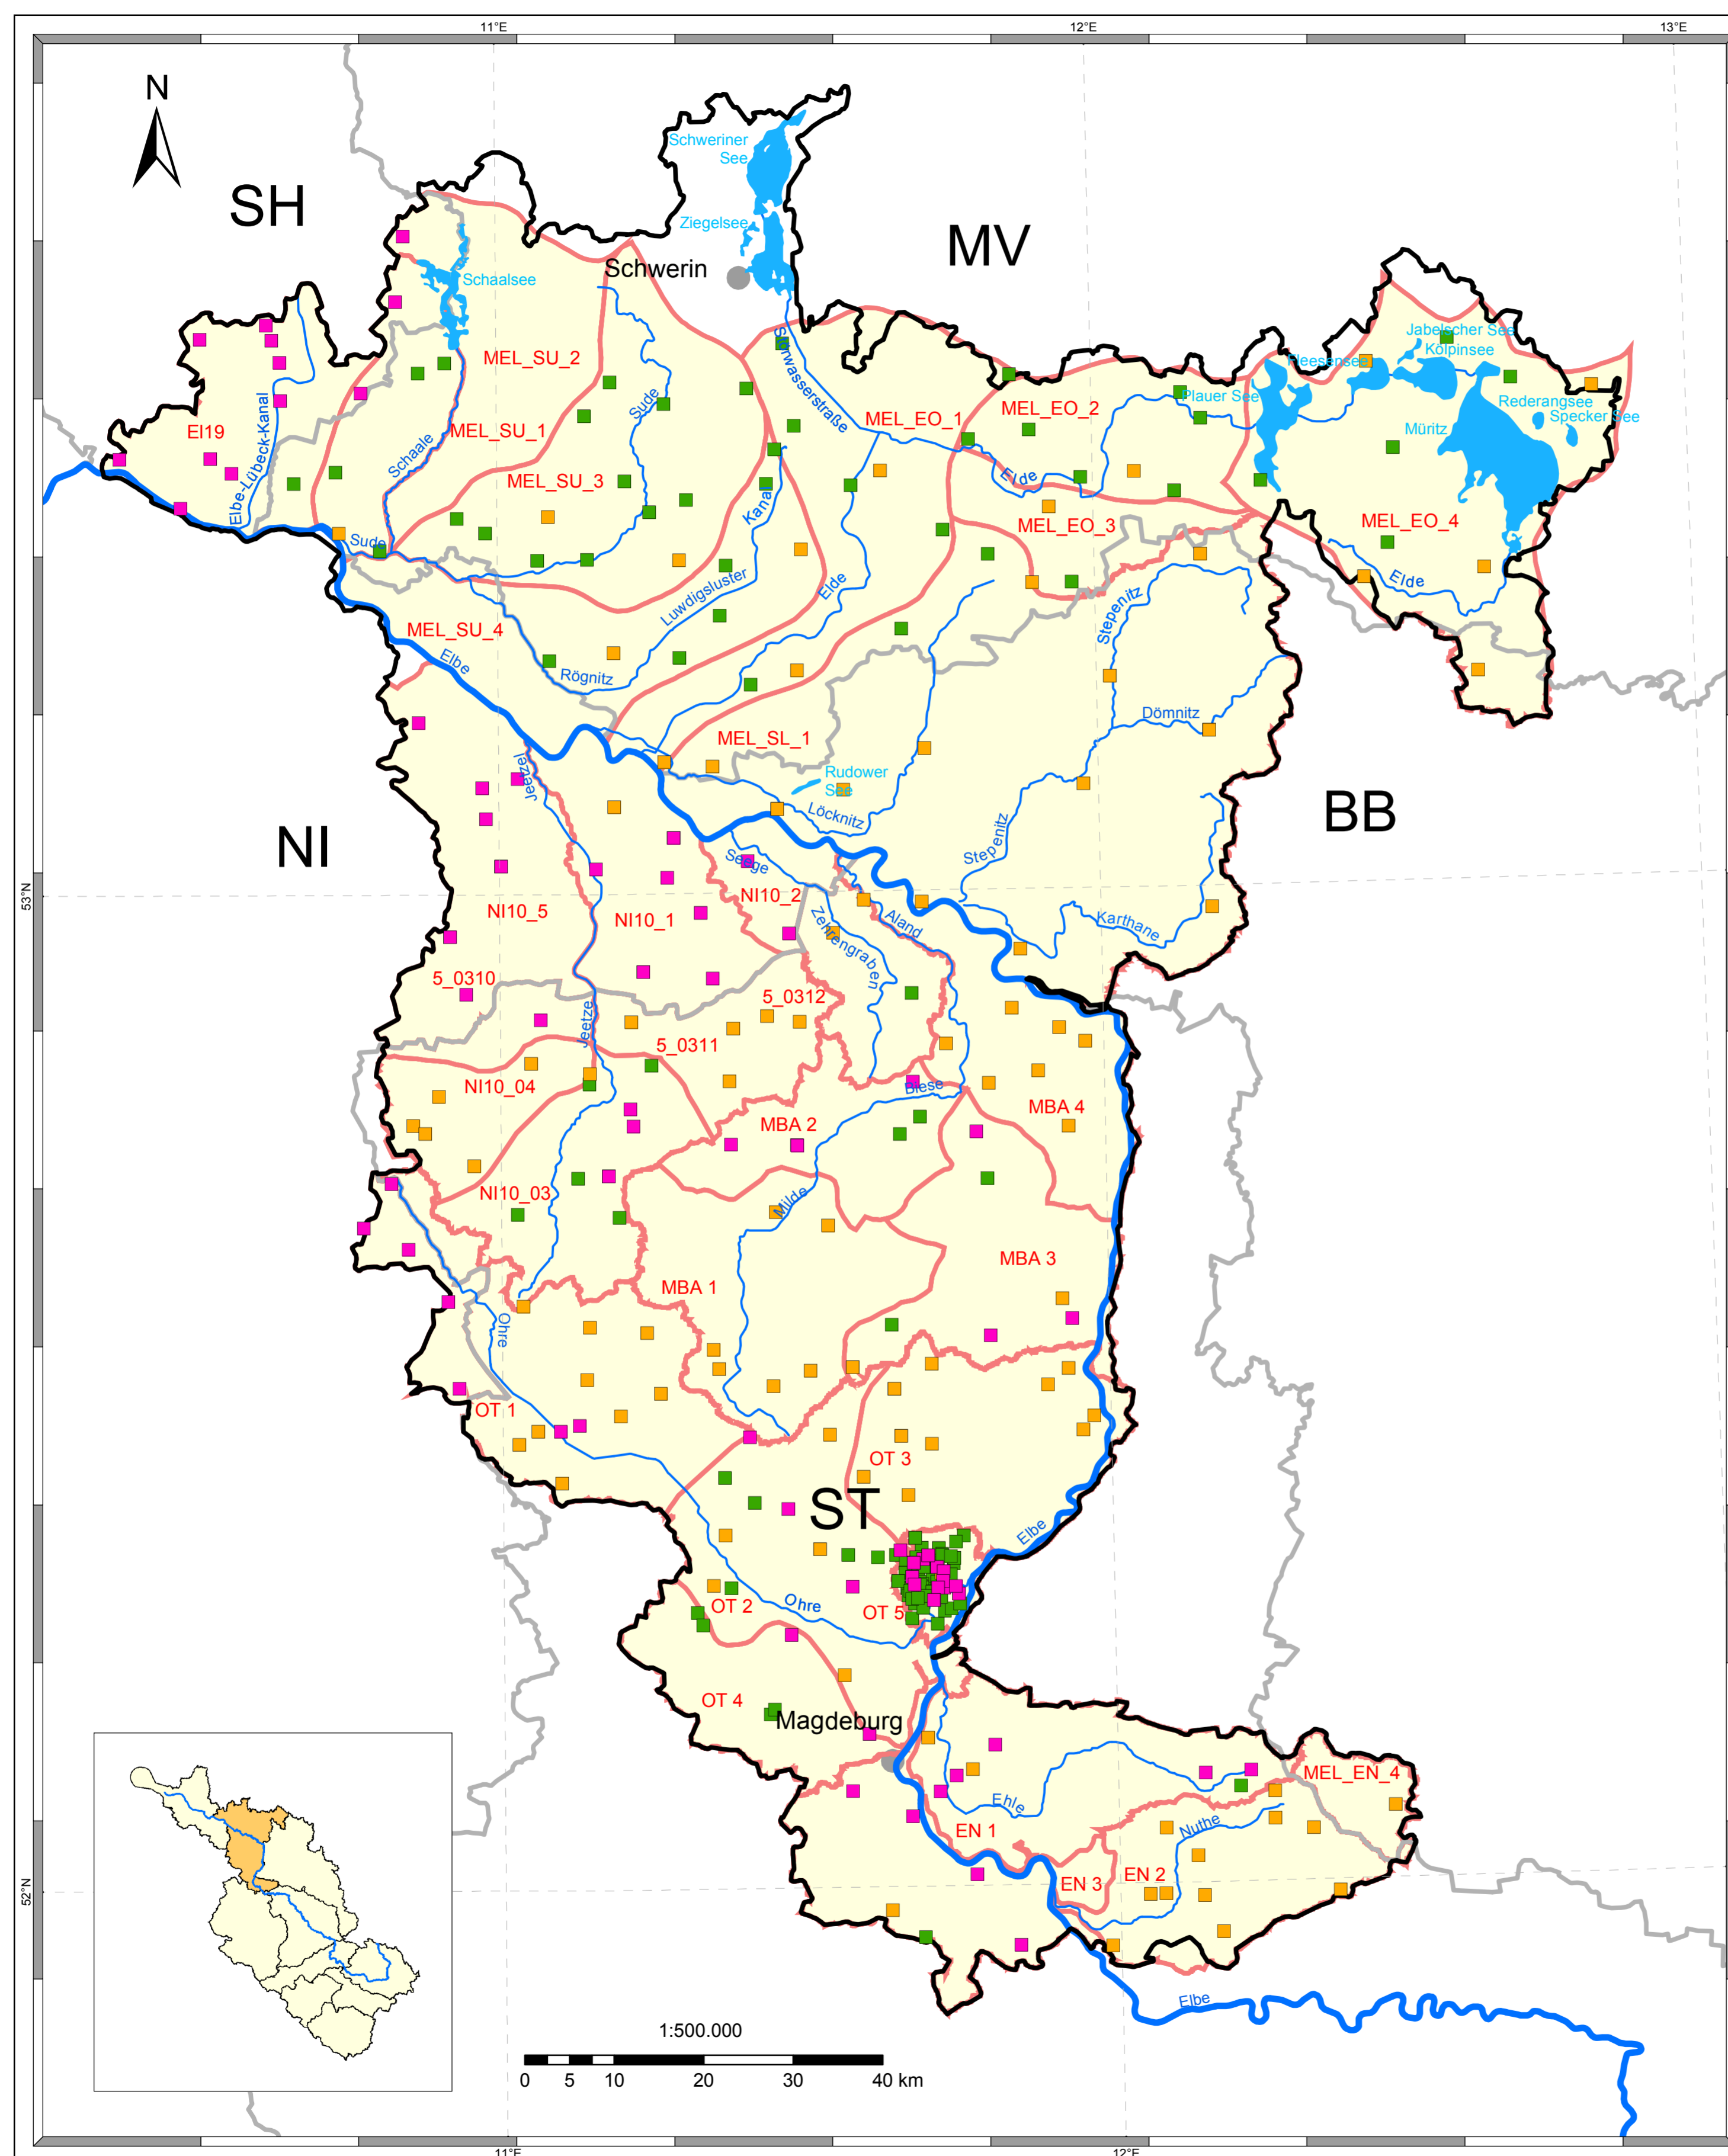 11°E
12°E
13°E
N
SH
MV
NI
BB
ST
53°N
52°N
Schweriner
See
Ziegelsee
Schwerin
Schaalsee
Störwasserstraße
Jabelscher See
Kölpinsee
Fleesensee
Plauer See
Rederangsee
Specker See
Müritz
MEL_SU_2
MEL_EO_1
MEL_EO_2
El19
MEL_SU_1
Sude
Schaale
Elbe-Lübeck-Kanal
MEL_SU_3
Elde
Kanal
MEL_EO_3
MEL_EO_4
Sude
Elde
Luwdigsluster
Elde
Stepenitz
MEL_SU_4
Elbe
Rögnitz
Dömnitz
MEL_SL_1
Jeetzel
Rudower
See
Löcknitz
Stepenitz
Seege
NI10_2
NI10_5
NI10_1
Zehrengraben
Aland
Karthane
5_0310
5_0312
Jeetze
5_0311
NI10_04
Biese
MBA 4
MBA 2
NI10_03
Milde
MBA 3
MBA 1
Ohre
OT 1
OT 3
Elbe
OT 2
Ohre
OT 5
OT 4
Magdeburg
MEL_EN_4
Ehle
EN 1
Nuthe
EN 3
EN 2
Elbe
1:500.000
0 5 10 20 30 40 km
11°E
12°E